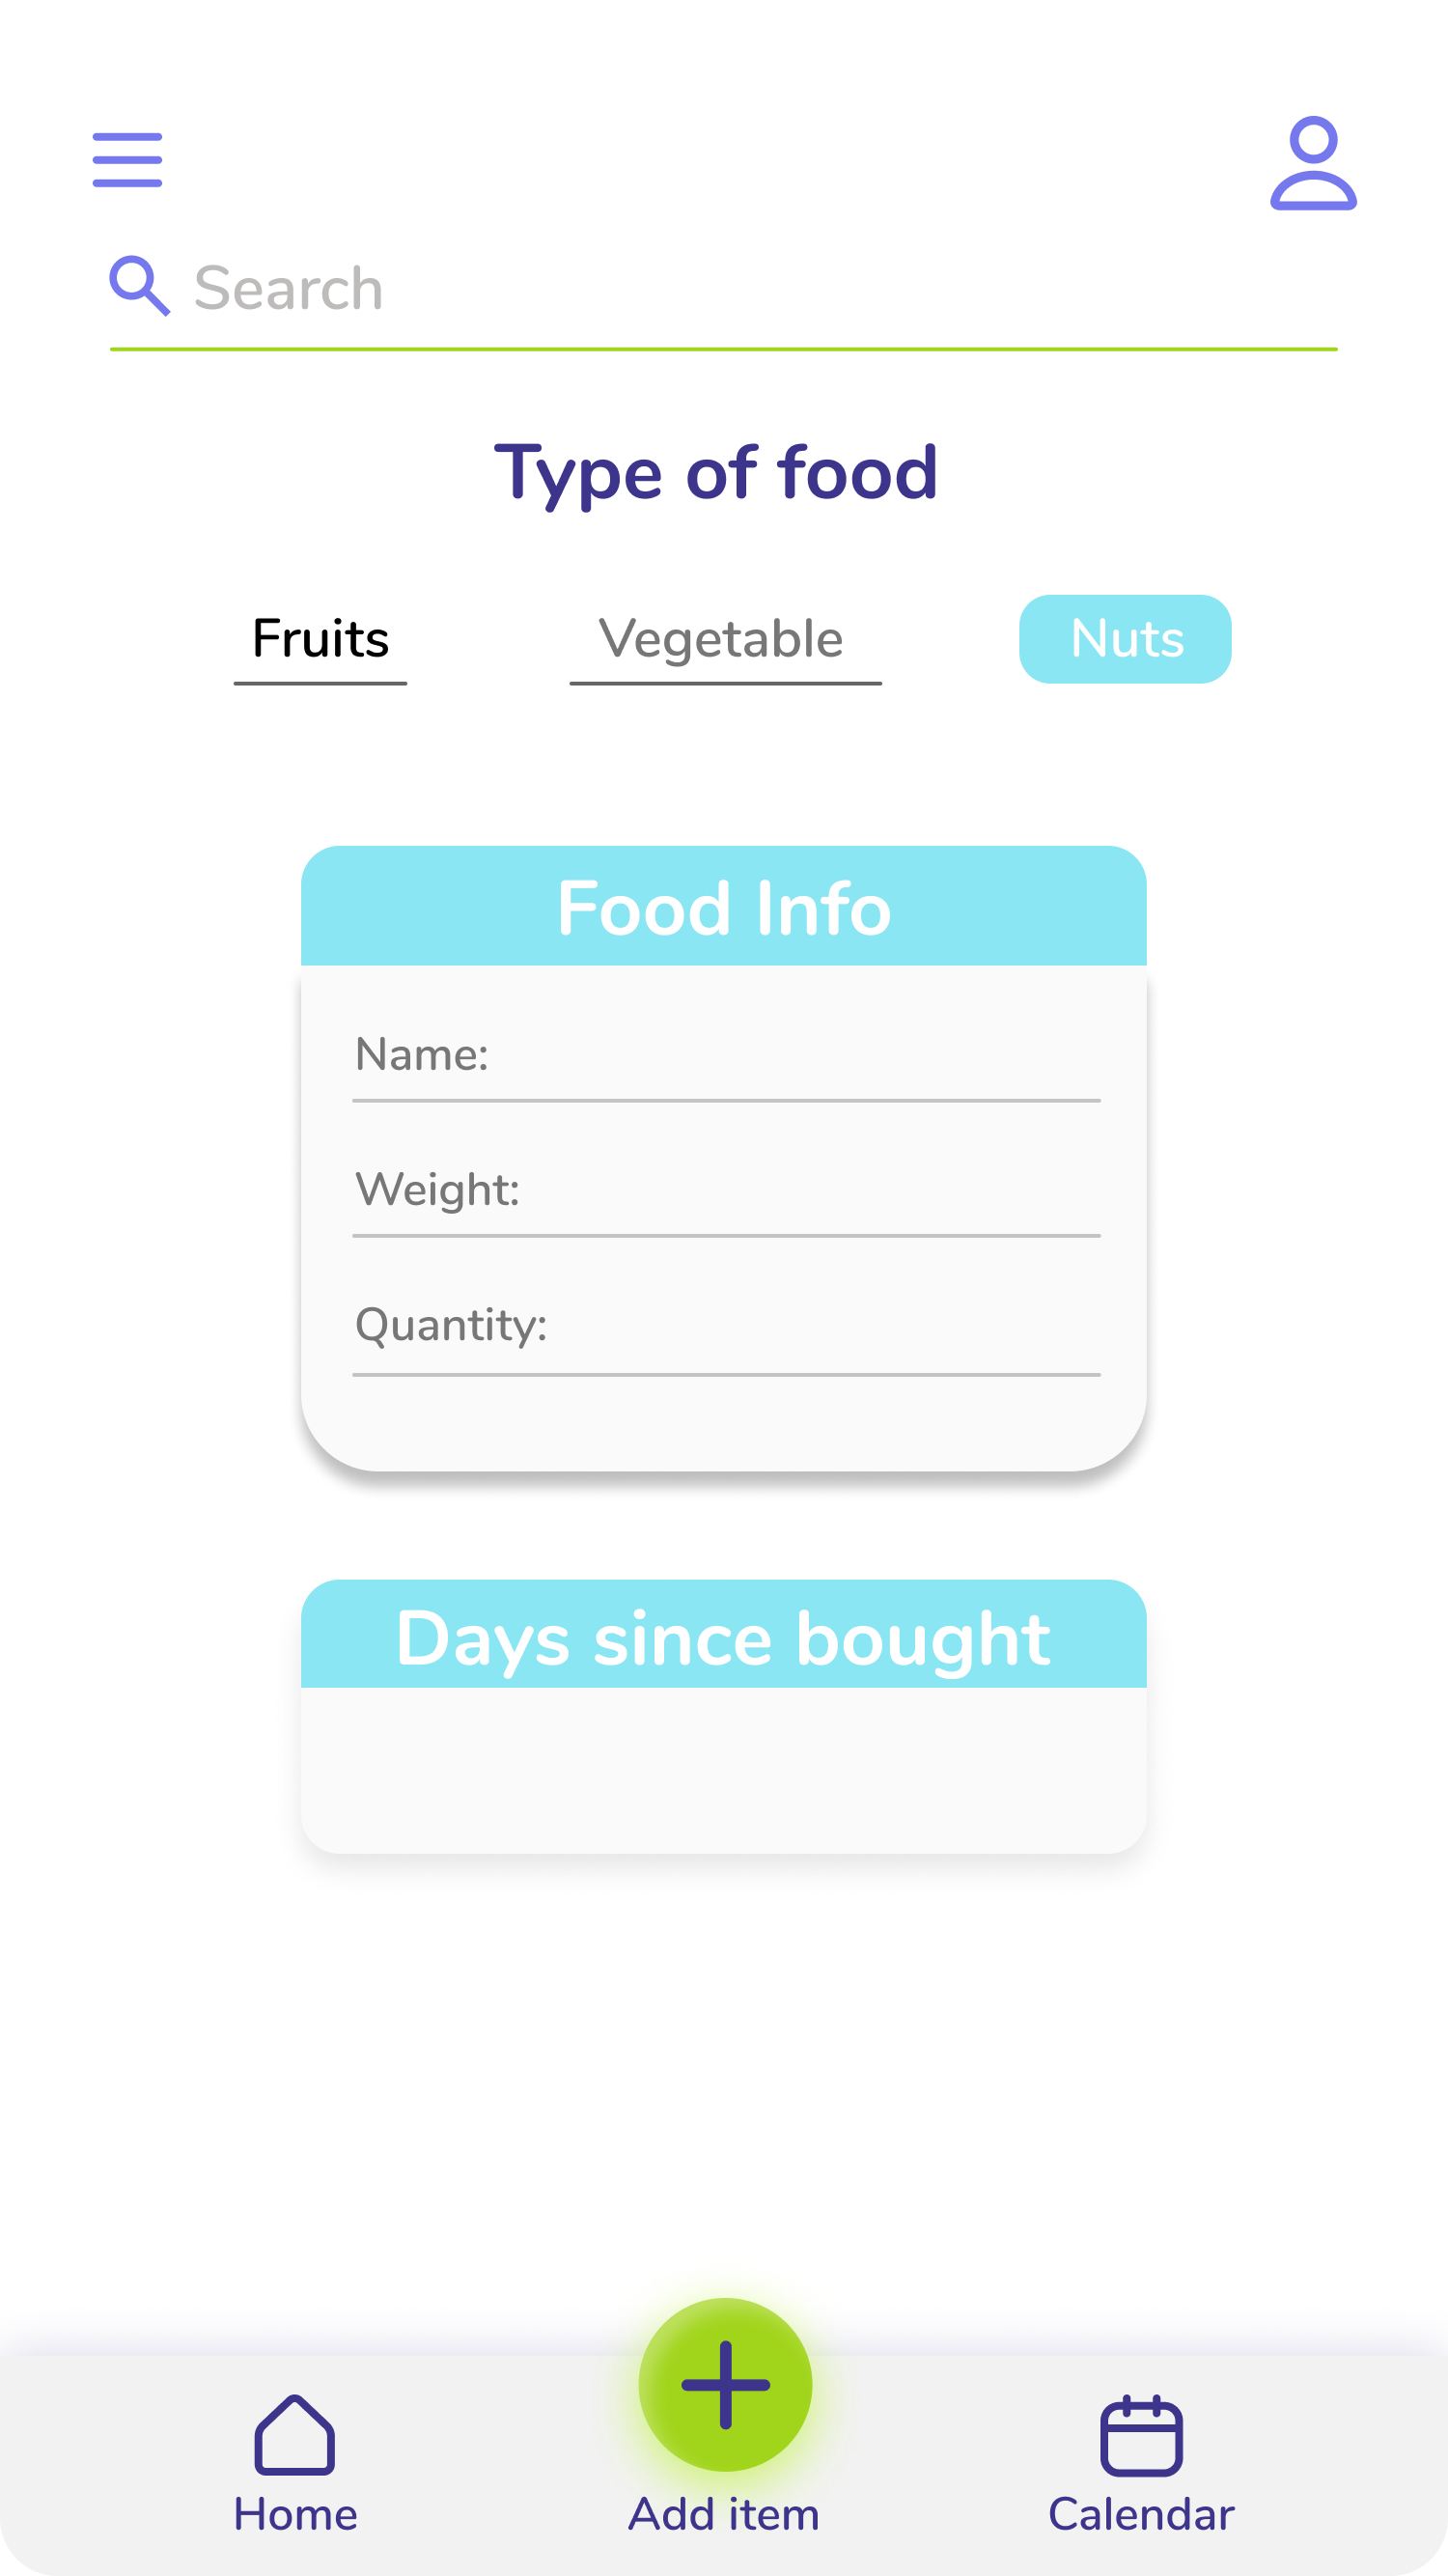 Search
Type of food
Fruits Vegetable Nuts
Food Info
Name:
Weight:
Quantity:
Days since bought
Home Add item Calendar